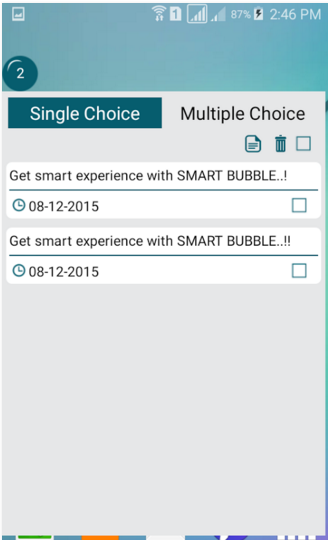 1 87% 2:46 PM
2
Single Choice Multiple Choice
Get smart experience with SMART BUBBLE..!
08-12-2015
Get smart experience with SMART BUBBLE..!!
08-12-2015